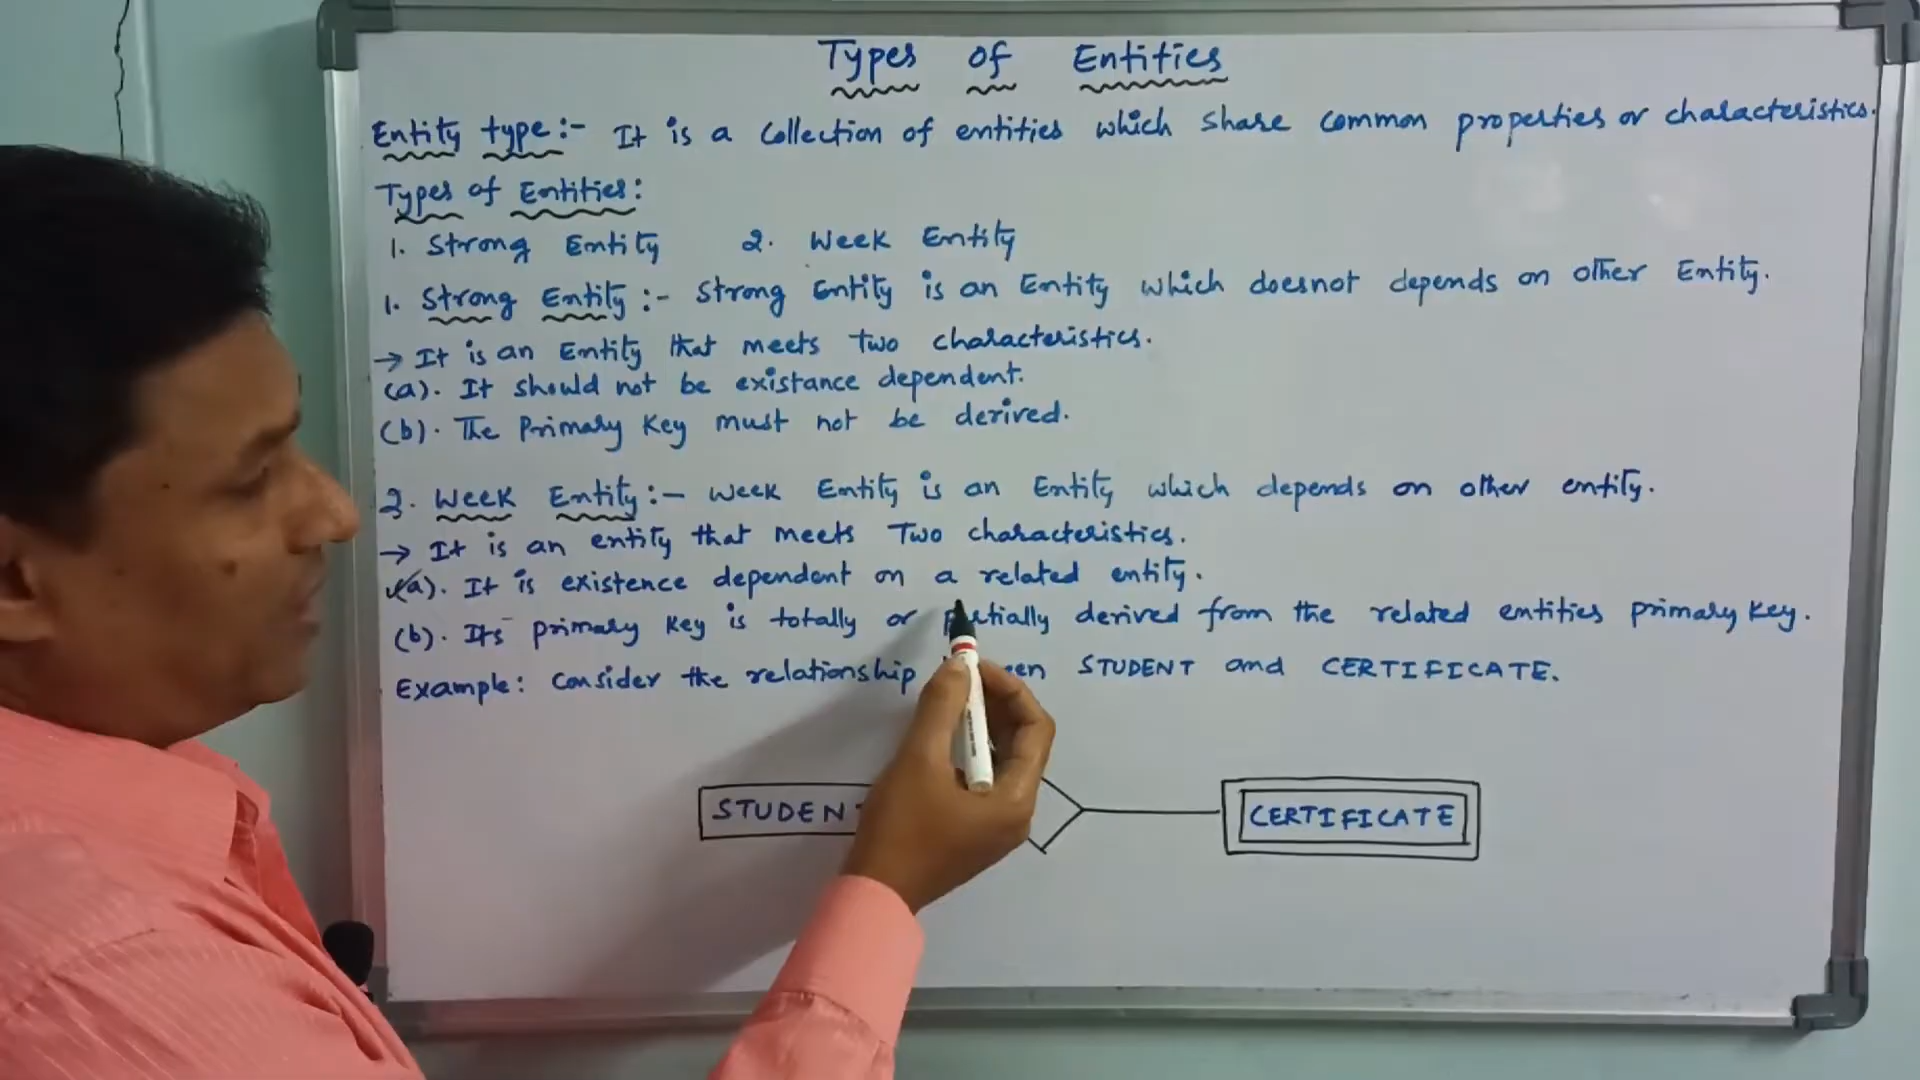 Types of Entities
Entity type:- It is a collection of entities which share common properties or characteristics.
Types of Entities:
1. Strong Entity 2. Week Entity
1. Strong Entity:- Strong Entity is an Entity which doesnot depends on other Entity.
→ It is an Entity that meets two characteristics.
(a). It should not be existance dependent.
(b). The Primary Key must not be derived.
2. Week Entity:- Week Entity is an Entity which depends on other entity.
→ It is an entity that meets Two characteristics.
(a). It is existence dependent on a related entity.
(b). Its primary key is totally or partially derived from the related entities primary key.
Example: Consider the relationship STUDENT and CERTIFICATE.
STUDENT CERTIFICATE